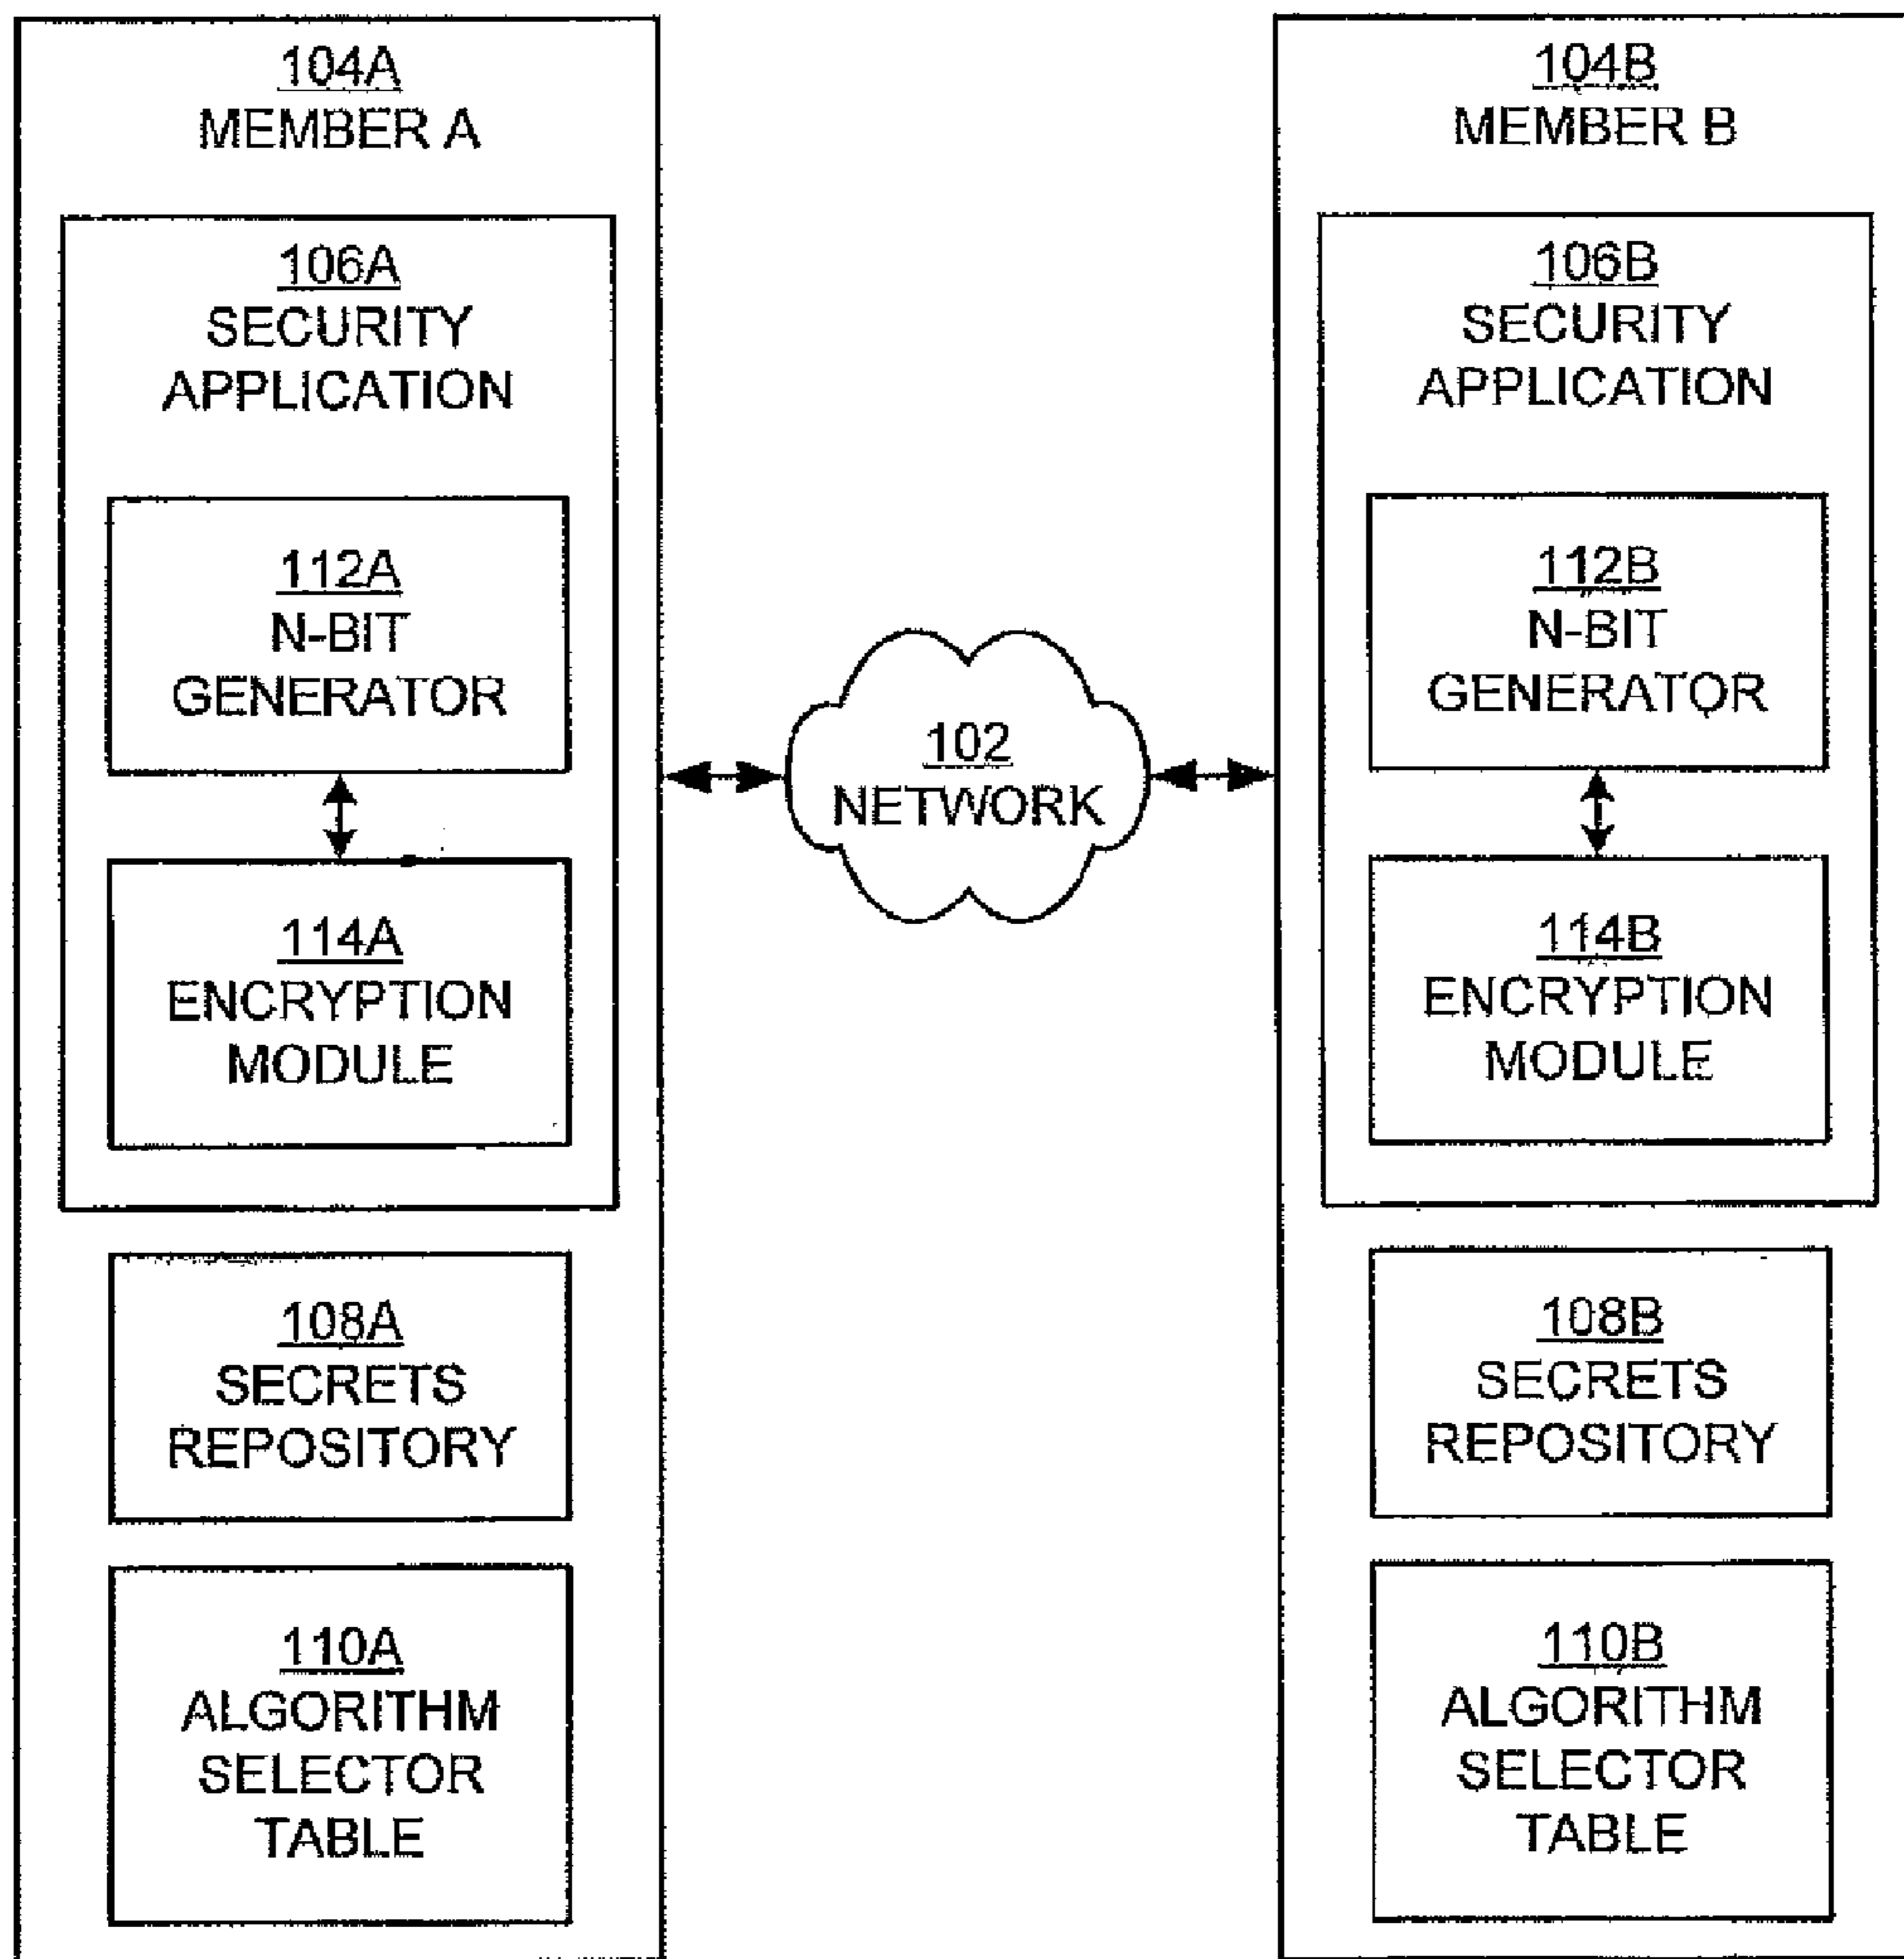 104A
MEMBER A
106A
SECURITY
APPLICATION
112A
N-BIT
GENERATOR
114A
ENCRYPTION
MODULE
108A
SECRETS
REPOSITORY
110A
ALGORITHM
SELECTOR
TABLE
102
NETWORK
104B
MEMBER B
106B
SECURITY
APPLICATION
112B
N-BIT
GENERATOR
114B
ENCRYPTION
MODULE
108B
SECRETS
REPOSITORY
110B
ALGORITHM
SELECTOR
TABLE